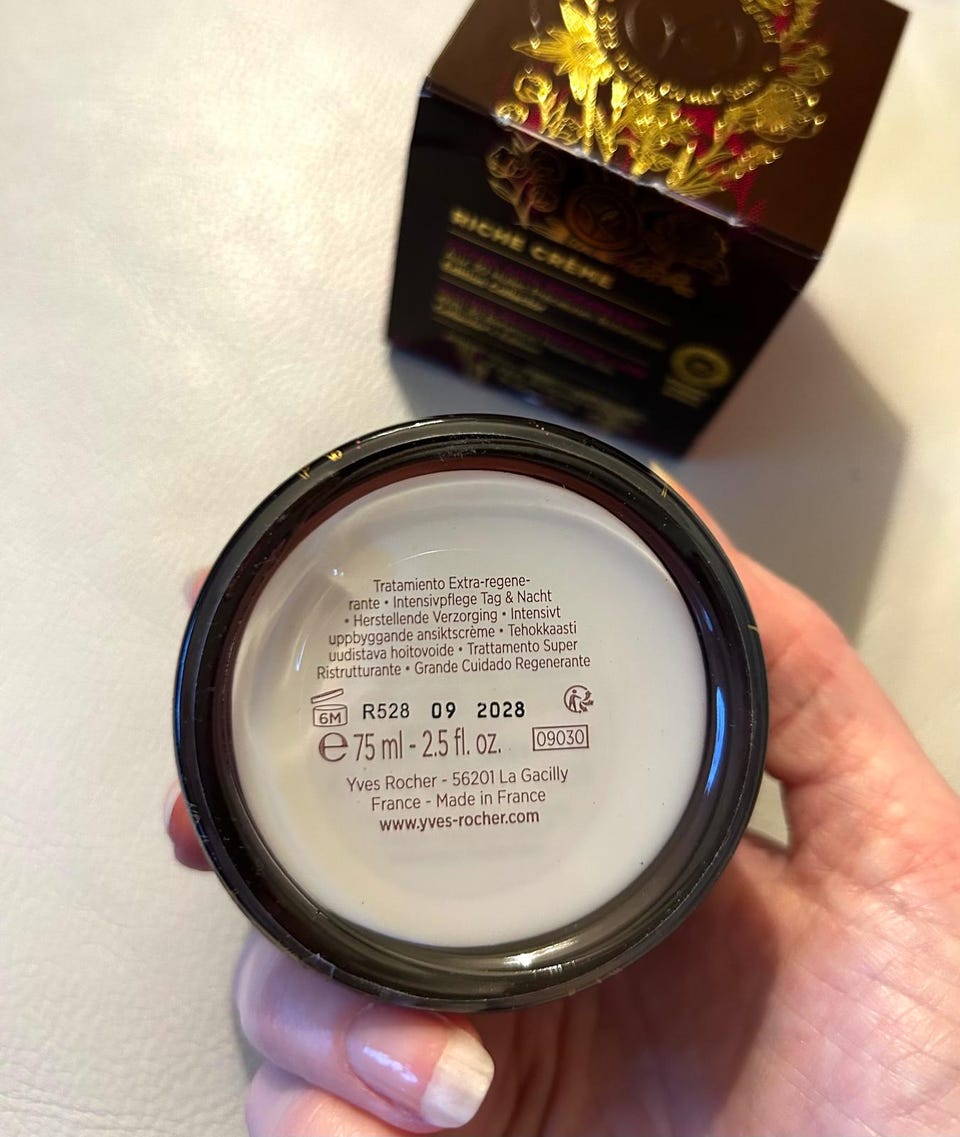 RICHE CRÈME
Tratamiento Extra-regene-
rante • Intensivpflege Tag & Nacht
• Herstellende Verzorging • Intensivt
uppbyggande ansiktscrème • Tehokkaasti
uudistava hoitovoide • Trattamento Super
Ristrutturante • Grande Cuidado Regenerante
6M R528 09 2028
℮ 75 ml - 2.5 fl. oz. 09030
Yves Rocher - 56201 La Gacilly
France - Made in France
www.yves-rocher.com